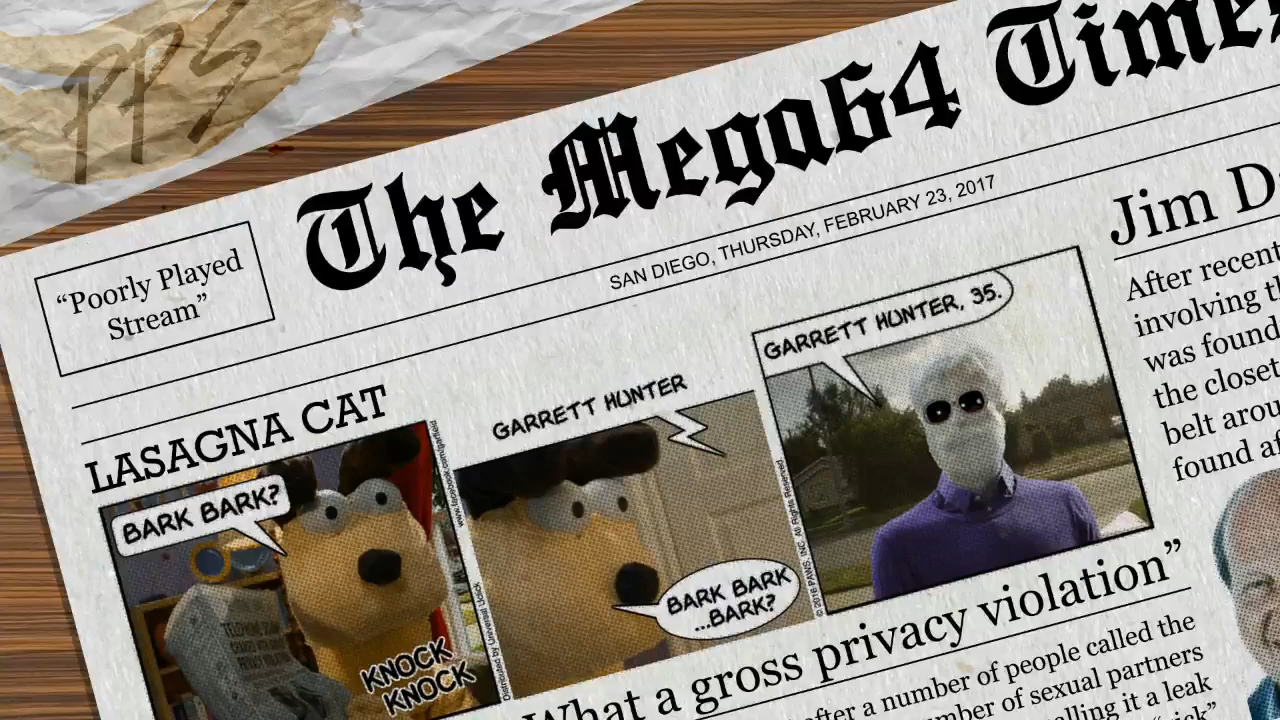 PPS
The Mega64 Times
SAN DIEGO, THURSDAY, FEBRUARY 23, 2017
"Poorly Played
Stream"
LASAGNA CAT
BARK BARK?
KNOCK
KNOCK
GARRETT HUNTER
BARK BARK
...BARK?
GARRETT HUNTER, 35.
© 2016 PAWS, INC. All Rights Reserved.
Distributed by Universal Uclick
Jim D
After recent
involving th
was found
the closet
belt arou
found af
What a gross privacy violation"
after a number of people called the
mber of sexual partners
alling it a leak